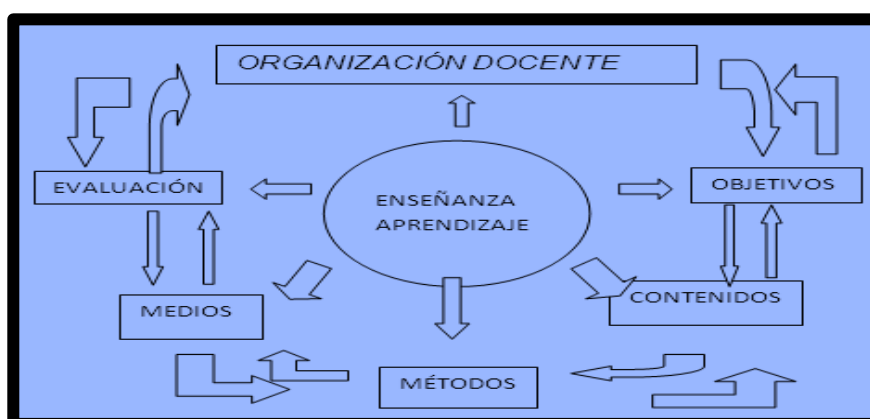 ORGANIZACIÓN DOCENTE
EVALUACIÓN
ENSEÑANZA
APRENDIZAJE
OBJETIVOS
MEDIOS
CONTENIDOS
MÉTODOS